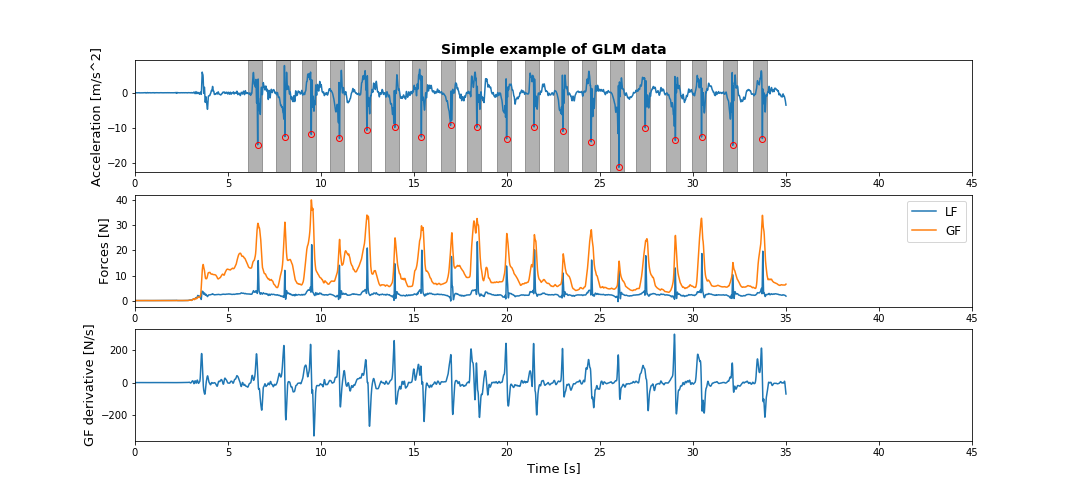 Simple example of GLM data
Acceleration [m/s^2]
0
−10
−20
0 5 10 15 20 25 30 35 40 45
Forces [N]
40
30
20
10
0
LF
GF
0 5 10 15 20 25 30 35 40 45
GF derivative [N/s]
200
0
−200
0 5 10 15 20 25 30 35 40 45
Time [s]